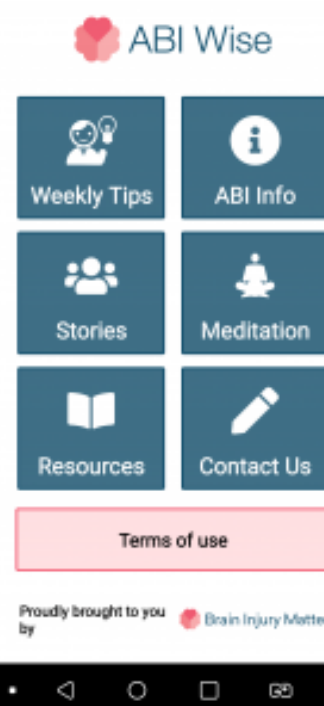 ABI Wise
Weekly Tips
ABI Info
Stories
Meditation
Resources
Contact Us
Terms of use
Proudly brought to you
by
Brain Injury Matte